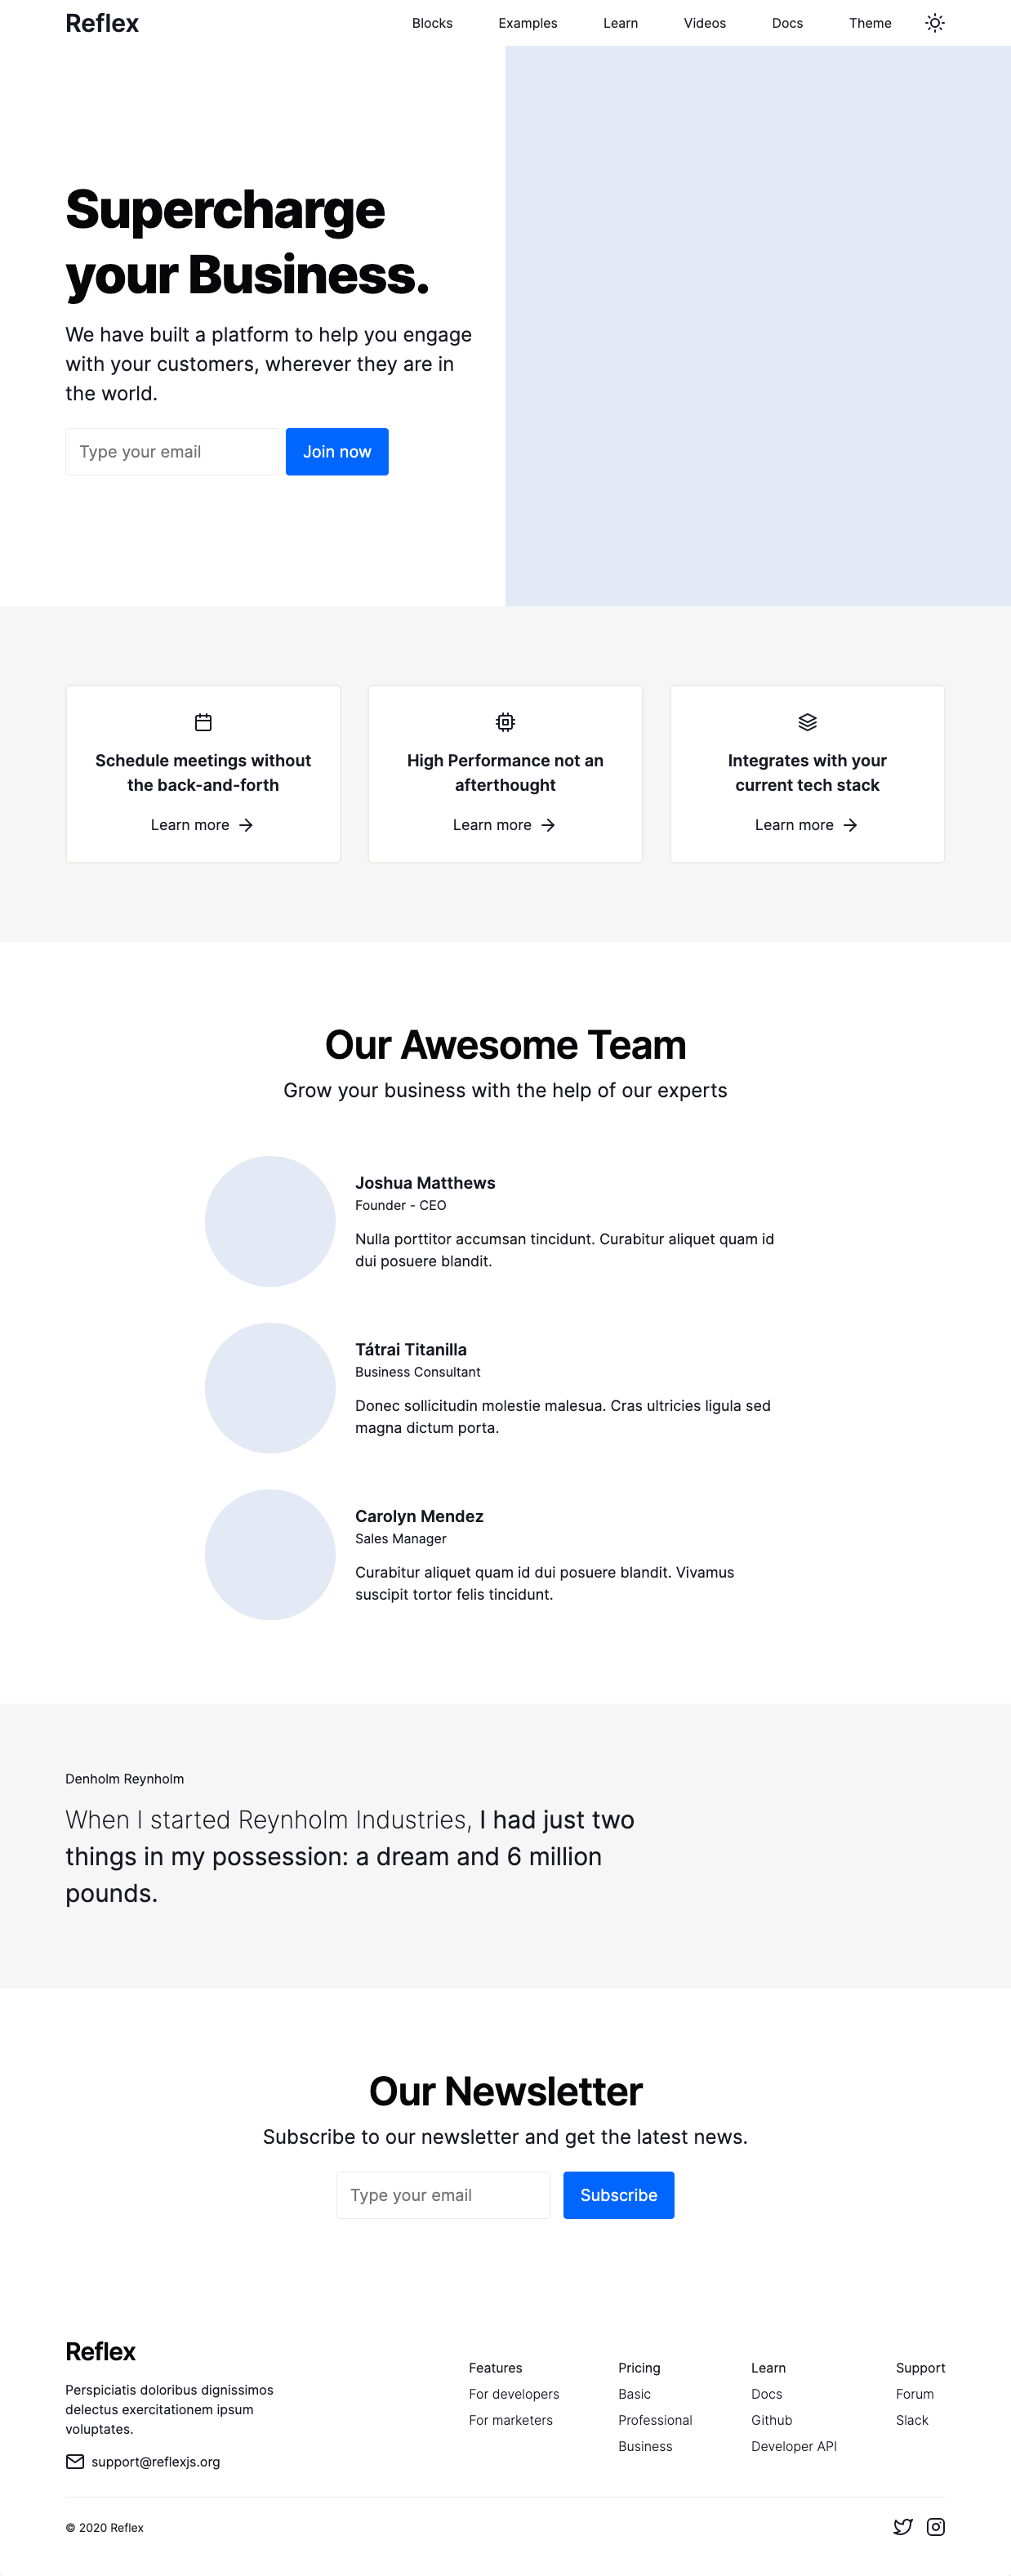 Reflex
Blocks
Examples
Learn
Videos
Docs
Theme
Supercharge
your Business.
We have built a platform to help you engage
with your customers, wherever they are in
the world.
Type your email
Join now
Schedule meetings without
the back-and-forth
Learn more
High Performance not an
afterthought
Learn more
Integrates with your
current tech stack
Learn more
Our Awesome Team
Grow your business with the help of our experts
Joshua Matthews
Founder - CEO
Nulla porttitor accumsan tincidunt. Curabitur aliquet quam id
dui posuere blandit.
Tátrai Titanilla
Business Consultant
Donec sollicitudin molestie malesua. Cras ultricies ligula sed
magna dictum porta.
Carolyn Mendez
Sales Manager
Curabitur aliquet quam id dui posuere blandit. Vivamus
suscipit tortor felis tincidunt.
Denholm Reynholm
When I started Reynholm Industries, I had just two
things in my possession: a dream and 6 million
pounds.
Our Newsletter
Subscribe to our newsletter and get the latest news.
Type your email
Subscribe
Reflex
Perspiciatis doloribus dignissimos
delectus exercitationem ipsum
voluptates.
support@reflexjs.org
Features
For developers
For marketers
Pricing
Basic
Professional
Business
Learn
Docs
Github
Developer API
Support
Forum
Slack
© 2020 Reflex